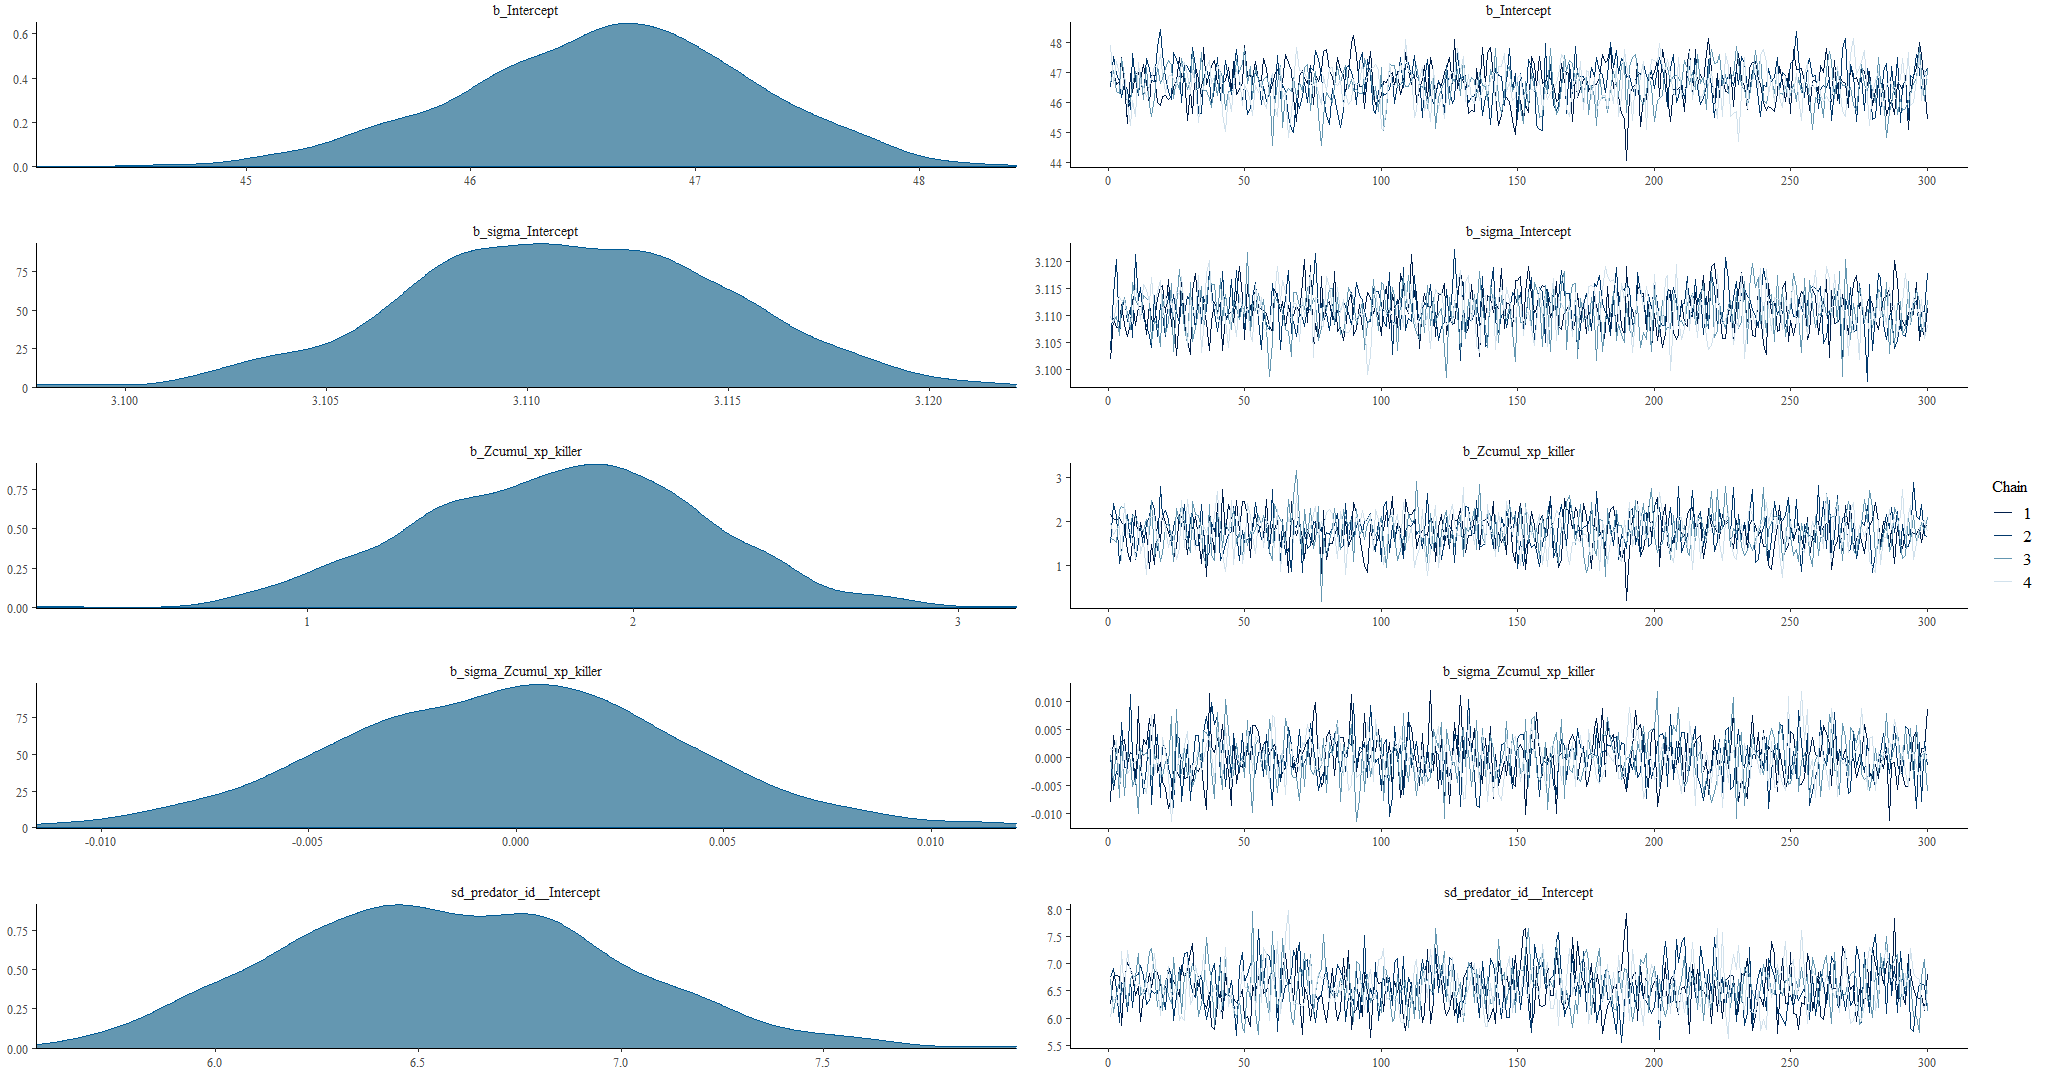 b_Intercept
0.6
0.4
0.2
0.0
45 46 47 48
b_Intercept
48
47
46
45
44
0 50 100 150 200 250 300
b_sigma_Intercept
75
50
25
0
3.100 3.105 3.110 3.115 3.120
b_sigma_Intercept
3.120
3.115
3.110
3.105
3.100
0 50 100 150 200 250 300
b_Zcumul_xp_killer
0.75
0.50
0.25
0.00
1 2 3
b_Zcumul_xp_killer
3
2
1
0 50 100 150 200 250 300
b_sigma_Zcumul_xp_killer
75
50
25
0
-0.010 -0.005 0.000 0.005 0.010
b_sigma_Zcumul_xp_killer
0.010
0.005
0.000
-0.005
-0.010
0 50 100 150 200 250 300
sd_predator_id__Intercept
0.75
0.50
0.25
0.00
6.0 6.5 7.0 7.5
sd_predator_id__Intercept
8.0
7.5
7.0
6.5
6.0
5.5
0 50 100 150 200 250 300
Chain
1
2
3
4